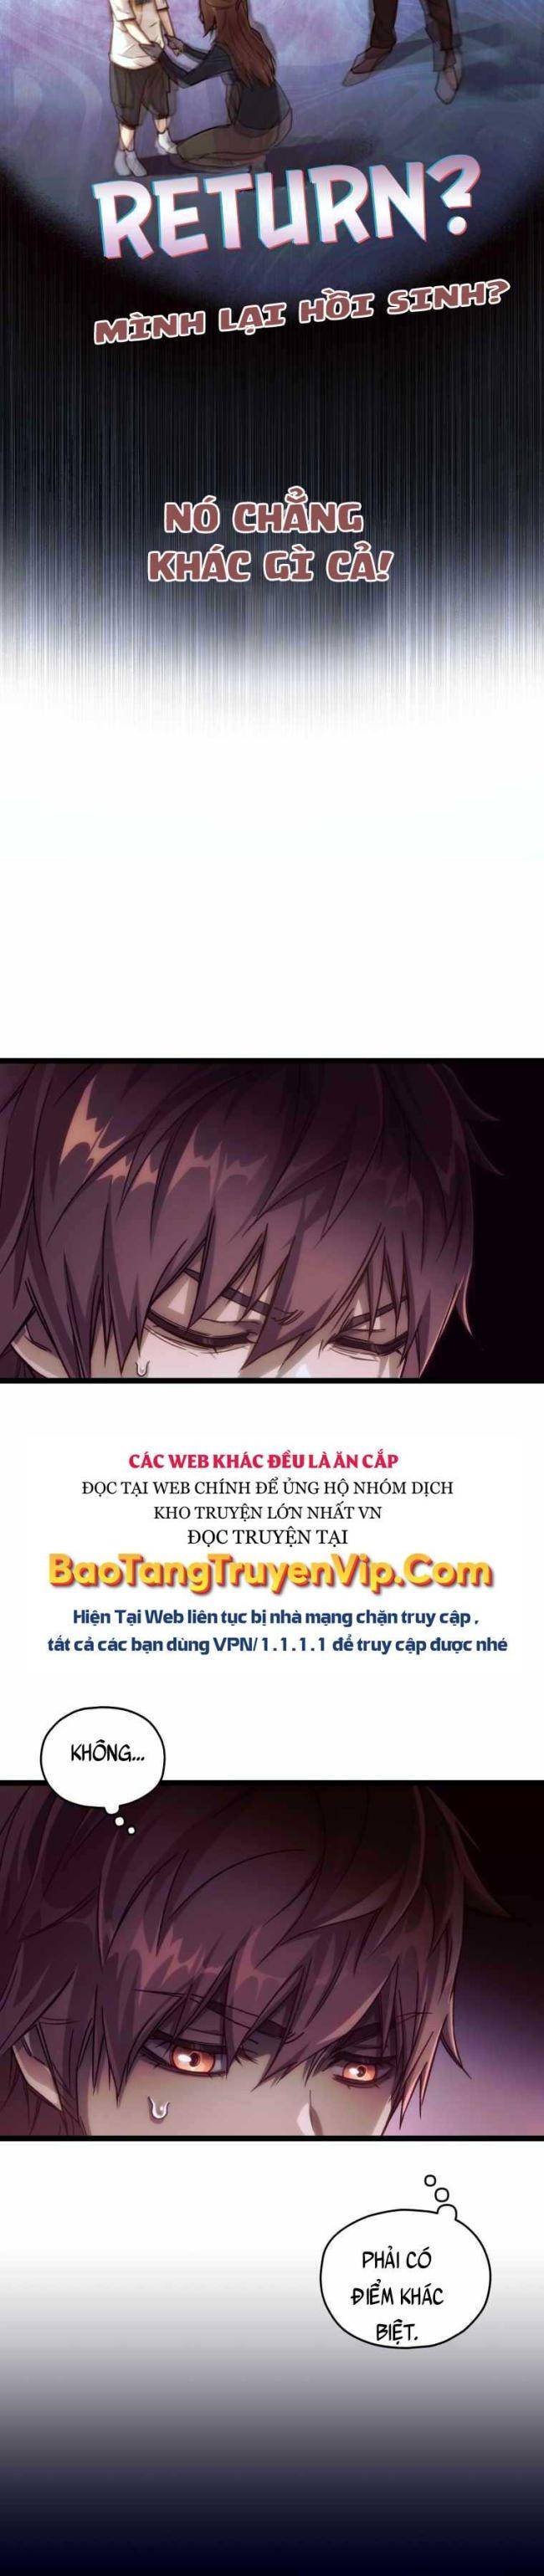 RETURN?
MÌNH LẠI HỒI SINH?
NÓ CHẲNG
KHÁC GÌ CẢ!
CÁC WEB KHÁC ĐỀU LÀ ĂN CẮP
ĐỌC TẠI WEB CHÍNH ĐỂ ỦNG HỘ NHÓM DỊCH
KHO TRUYỆN LỚN NHẤT VN
ĐỌC TRUYỆN TẠI
BaoTangTruyenVip.Com
Hiện Tại Web liên tục bị nhà mạng chặn truy cập,
tất cả các bạn dùng VPN/1.1.1.1 để truy cập được nhé
KHÔNG...
PHẢI CÓ
ĐIỂM KHÁC
BIỆT.